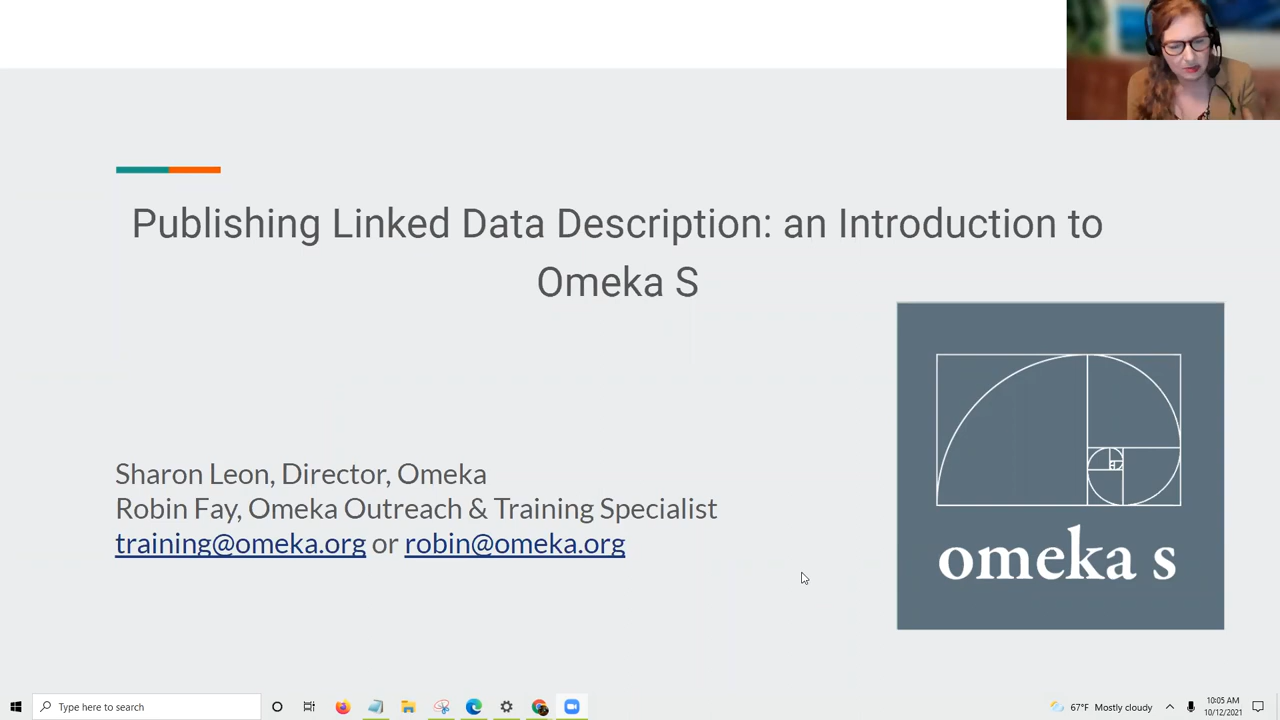 Publishing Linked Data Description: an Introduction to
Omeka S
Sharon Leon, Director, Omeka
Robin Fay, Omeka Outreach & Training Specialist
training@omeka.org or robin@omeka.org
omeka s
Type here to search
67°F Mostly cloudy
10:05 AM
10/12/2021